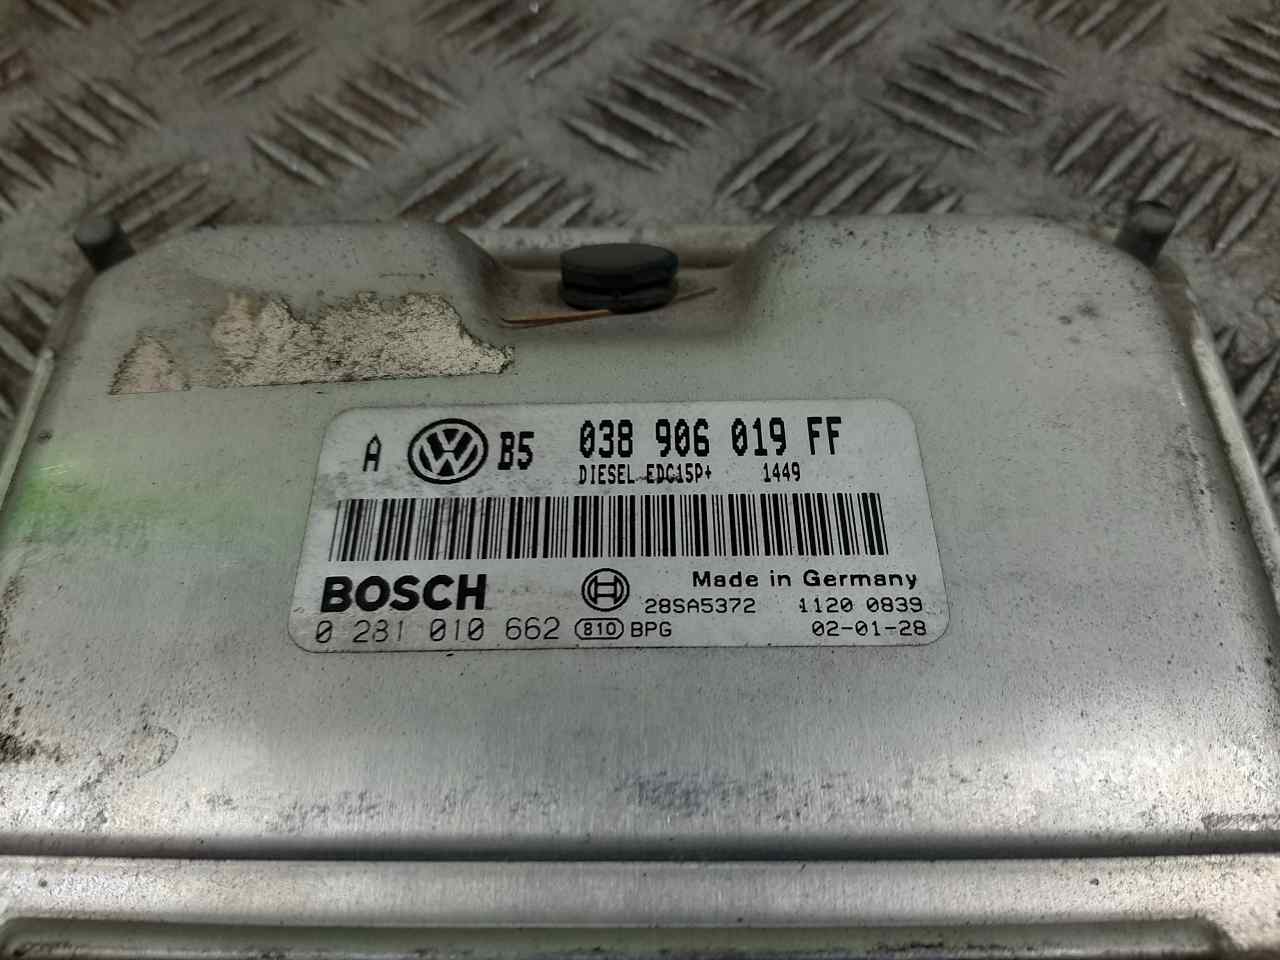 A VW B5 038 906 019 FF
DIESEL EDC15P+ 1449
BOSCH Made in Germany
28SA5372 1120 0839
0 281 010 662 810 BPG 02-01-28